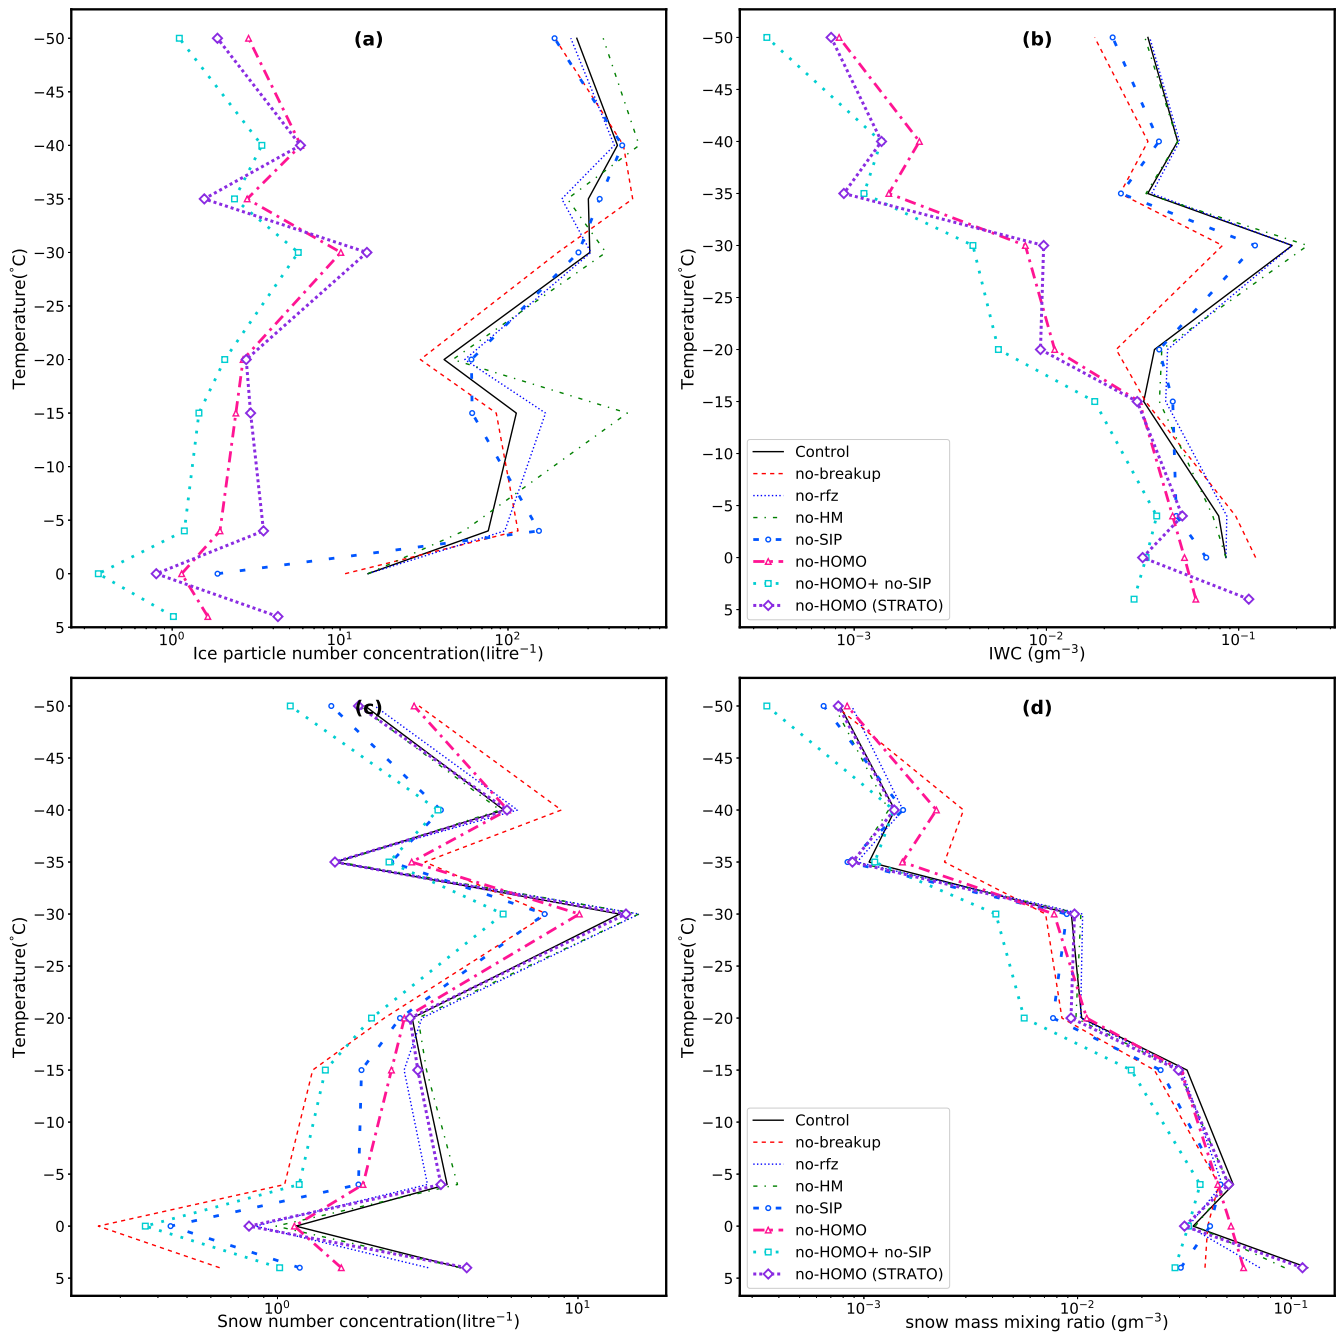 (a)
−50
−45
−40
−35
−30
−25
−20
−15
−10
−5
0
5
Temperature(°C)
10⁰
10¹
10²
Ice particle number concentration(litre⁻¹)
(b)
−50
−45
−40
−35
−30
−25
−20
−15
−10
−5
0
5
Temperature(°C)
Control
no-breakup
no-rfz
no-HM
no-SIP
no-HOMO
no-HOMO+ no-SIP
no-HOMO (STRATO)
10⁻³
10⁻²
10⁻¹
IWC (gm⁻³)
(c)
−50
−45
−40
−35
−30
−25
−20
−15
−10
−5
0
5
Temperature(°C)
10⁰
10¹
Snow number concentration(litre⁻¹)
(d)
−50
−45
−40
−35
−30
−25
−20
−15
−10
−5
0
5
Temperature(°C)
Control
no-breakup
no-rfz
no-HM
no-SIP
no-HOMO
no-HOMO+ no-SIP
no-HOMO (STRATO)
10⁻³
10⁻²
10⁻¹
snow mass mixing ratio (gm⁻³)